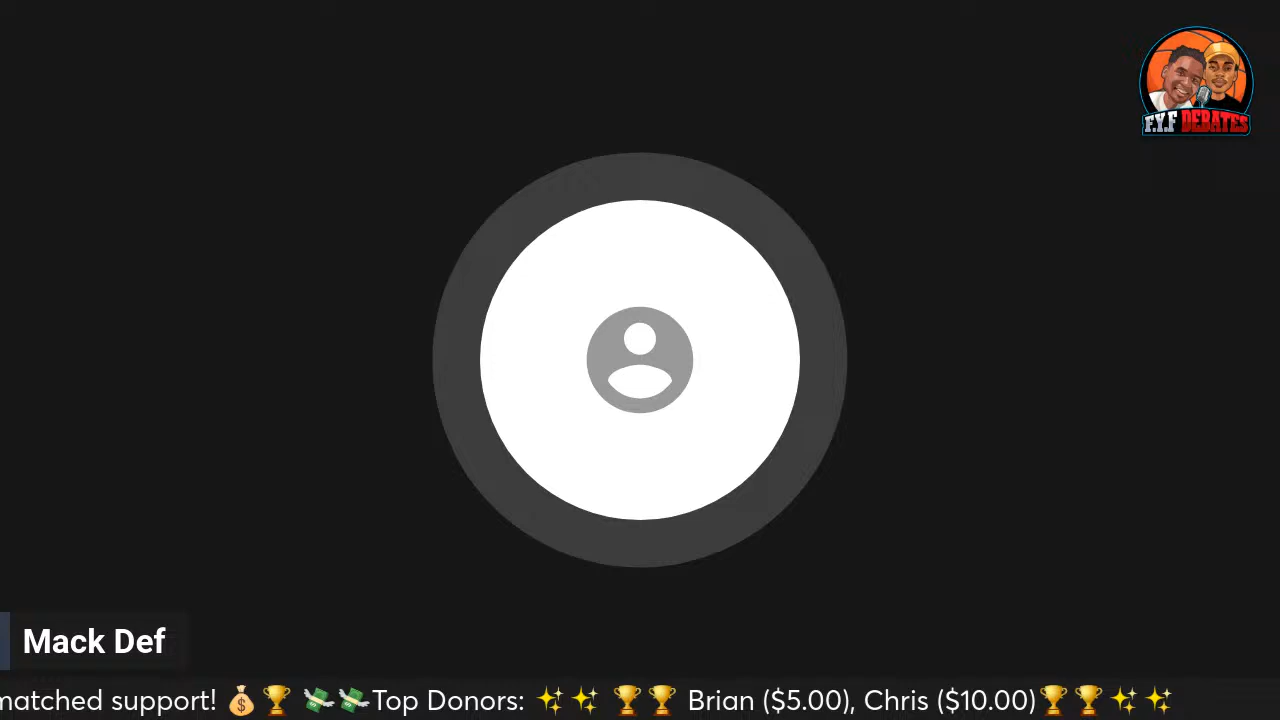 F.Y.F DEBATES
Mack Def
matched support! 💰🏆 💸💸Top Donors: ✨✨ 🏆🏆 Brian ($5.00), Chris ($10.00)🏆🏆✨✨